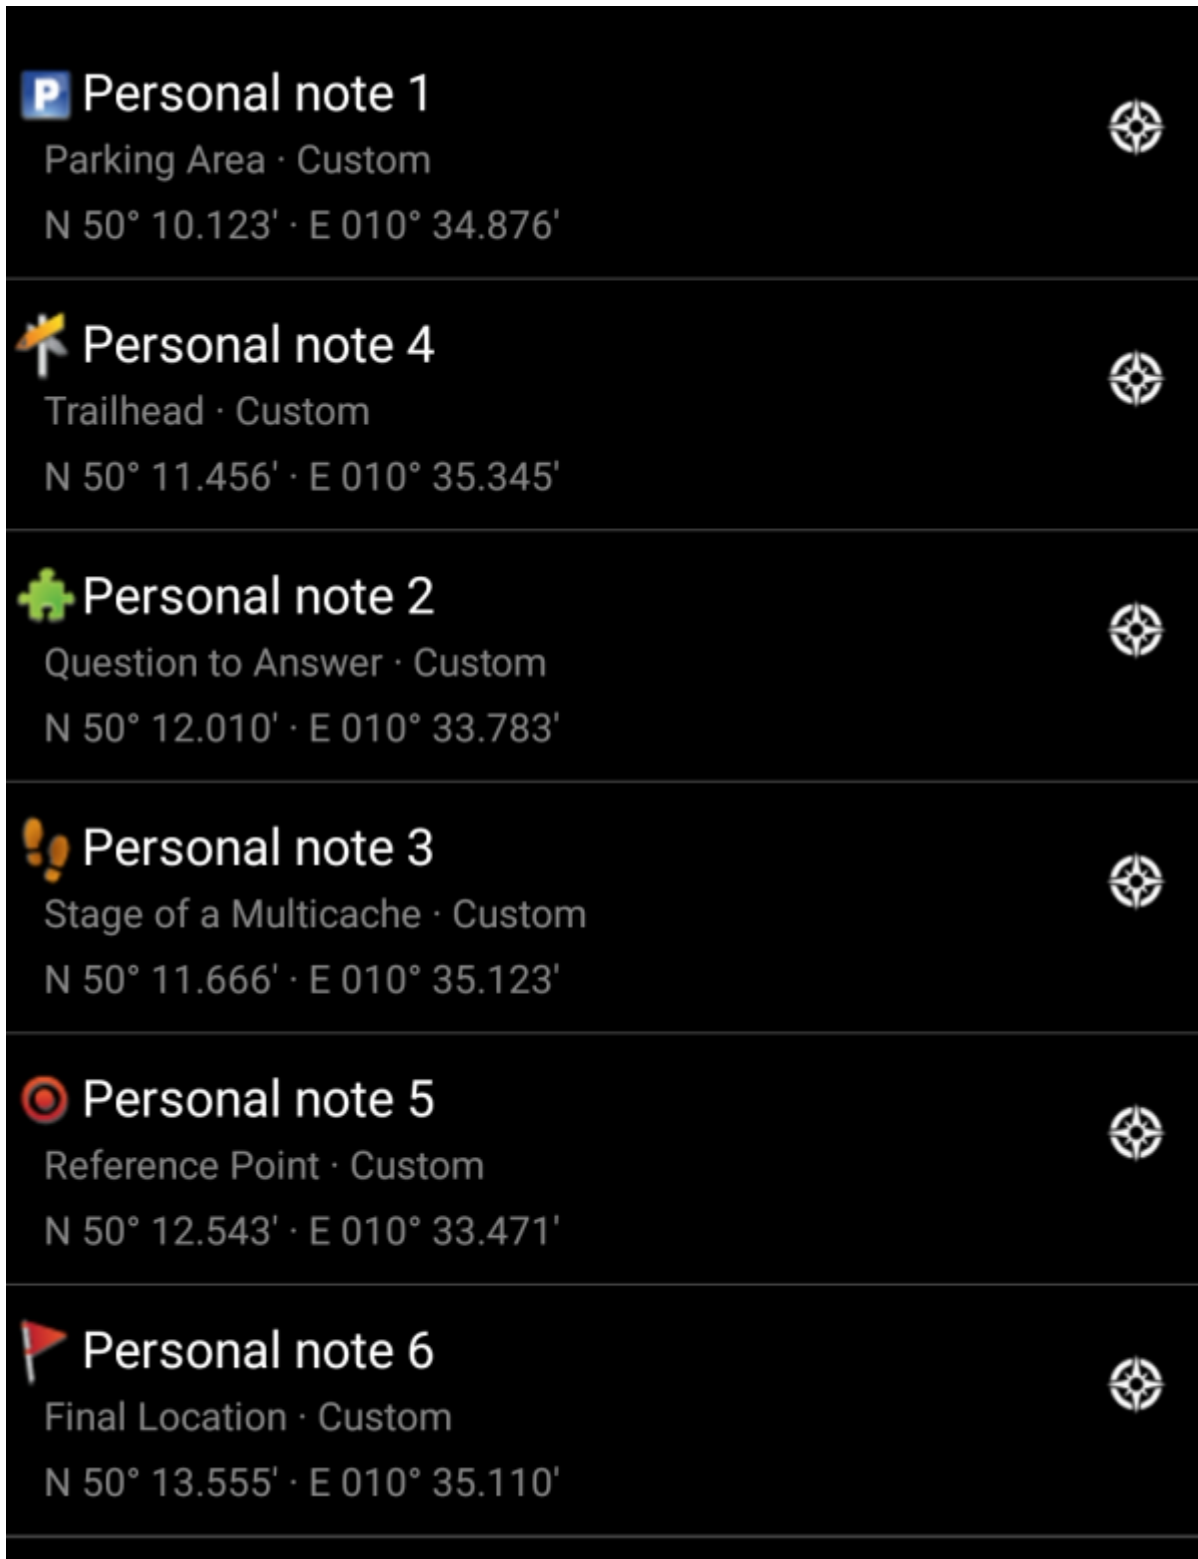 P Personal note 1
Parking Area · Custom
N 50° 10.123' · E 010° 34.876'
Personal note 4
Trailhead · Custom
N 50° 11.456' · E 010° 35.345'
Personal note 2
Question to Answer · Custom
N 50° 12.010' · E 010° 33.783'
Personal note 3
Stage of a Multicache · Custom
N 50° 11.666' · E 010° 35.123'
Personal note 5
Reference Point · Custom
N 50° 12.543' · E 010° 33.471'
Personal note 6
Final Location · Custom
N 50° 13.555' · E 010° 35.110'